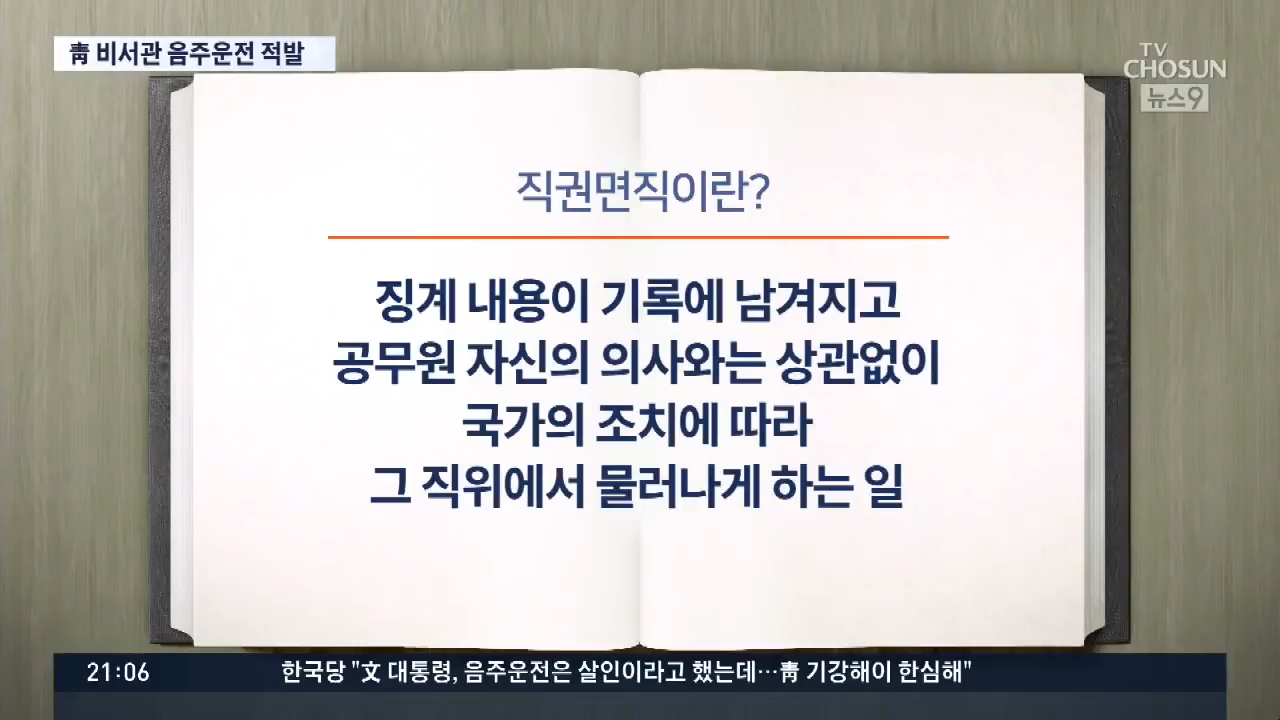 靑 비서관 음주운전 적발
TV
CHOSUN
뉴스9
직권면직이란?
징계 내용이 기록에 남겨지고
공무원 자신의 의사와는 상관없이
국가의 조치에 따라
그 직위에서 물러나게 하는 일
21:06 한국당 "文 대통령, 음주운전은 살인이라고 했는데…靑 기강해이 한심해"